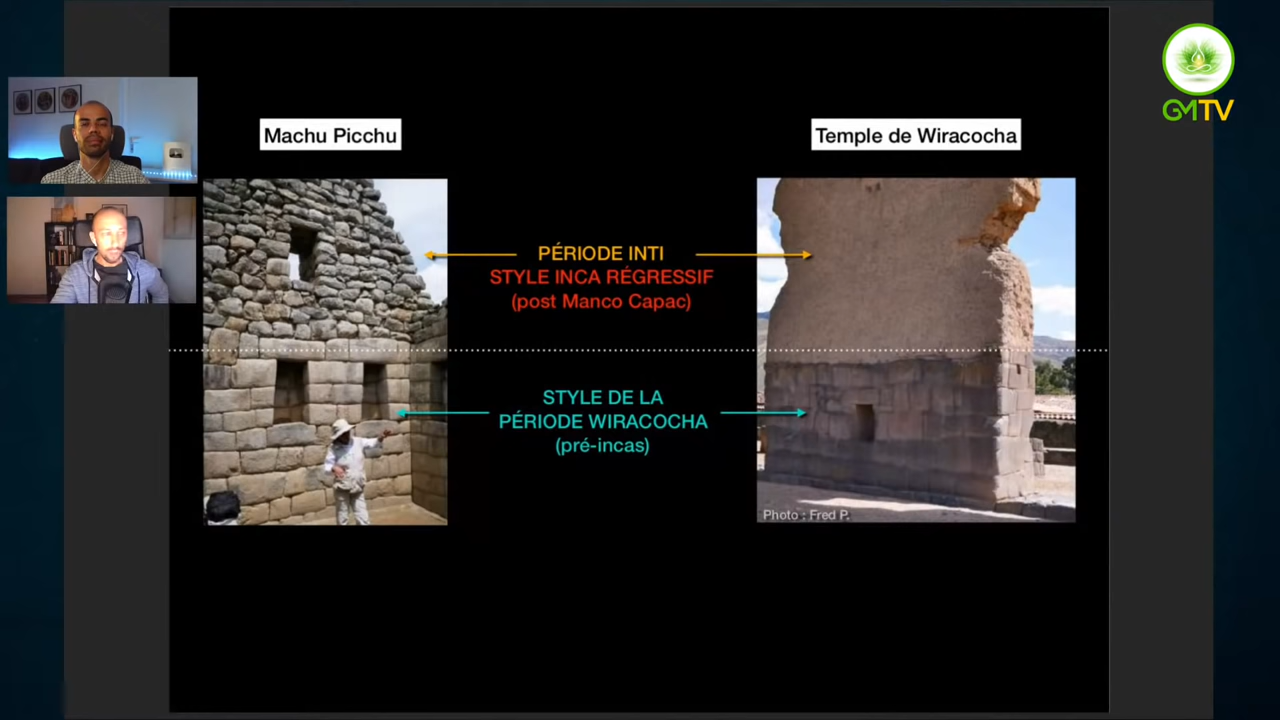 GMTV
Machu Picchu
Temple de Wiracocha
PÉRIODE INTI
STYLE INCA RÉGRESSIF
(post Manco Capac)
STYLE DE LA
PÉRIODE WIRACOCHA
(pré-incas)
Photo : Fred P.